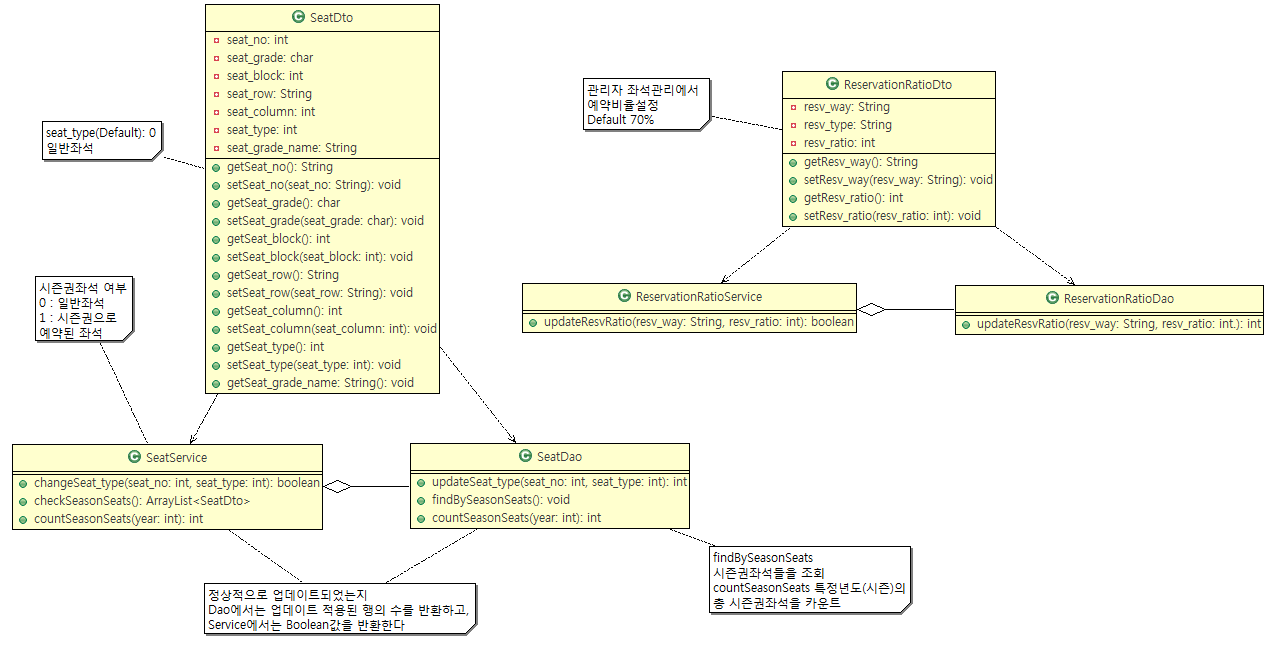 SeatDto
seat_no: int
seat_grade: char
seat_block: int
seat_row: String
seat_column: int
seat_type: int
seat_grade_name: String
getSeat_no(): String
setSeat_no(seat_no: String): void
getSeat_grade(): char
setSeat_grade(seat_grade: char): void
getSeat_block(): int
setSeat_block(seat_block: int): void
getSeat_row(): String
setSeat_row(seat_row: String): void
getSeat_column(): int
setSeat_column(seat_column: int): void
getSeat_type(): int
setSeat_type(seat_type: int): void
getSeat_grade_name: String(): void
seat_type(Default): 0
일반좌석
시즌권좌석 여부
0 : 일반좌석
1 : 시즌권으로
예약된 좌석
관리자 좌석관리에서
예약비율설정
Default 70%
ReservationRatioDto
resv_way: String
resv_type: String
resv_ratio: int
getResv_way(): String
setResv_way(resv_way: String): void
getResv_ratio(): int
setResv_ratio(resv_ratio: int): void
ReservationRatioService
updateResvRatio(resv_way: String, resv_ratio: int): boolean
ReservationRatioDao
updateResvRatio(resv_way: String, resv_ratio: int.): int
SeatService
changeSeat_type(seat_no: int, seat_type: int): boolean
checkSeasonSeats(): ArrayList<SeatDto>
countSeasonSeats(year: int): int
SeatDao
updateSeat_type(seat_no: int, seat_type: int): int
findBySeasonSeats(): void
countSeasonSeats(year: int): int
정상적으로 업데이트되었는지
Dao에서는 업데이트 적용된 행의 수를 반환하고,
Service에서는 Boolean값을 반환한다
findBySeasonSeats
시즌권좌석들을 조회
countSeasonSeats 특정년도(시즌)의
총 시즌권좌석을 카운트